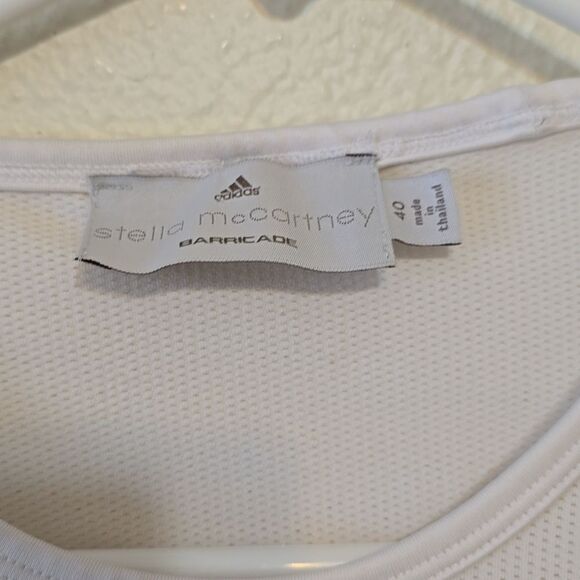 adidas
stella mccartney
BARRICADE
40
made
in
thailand